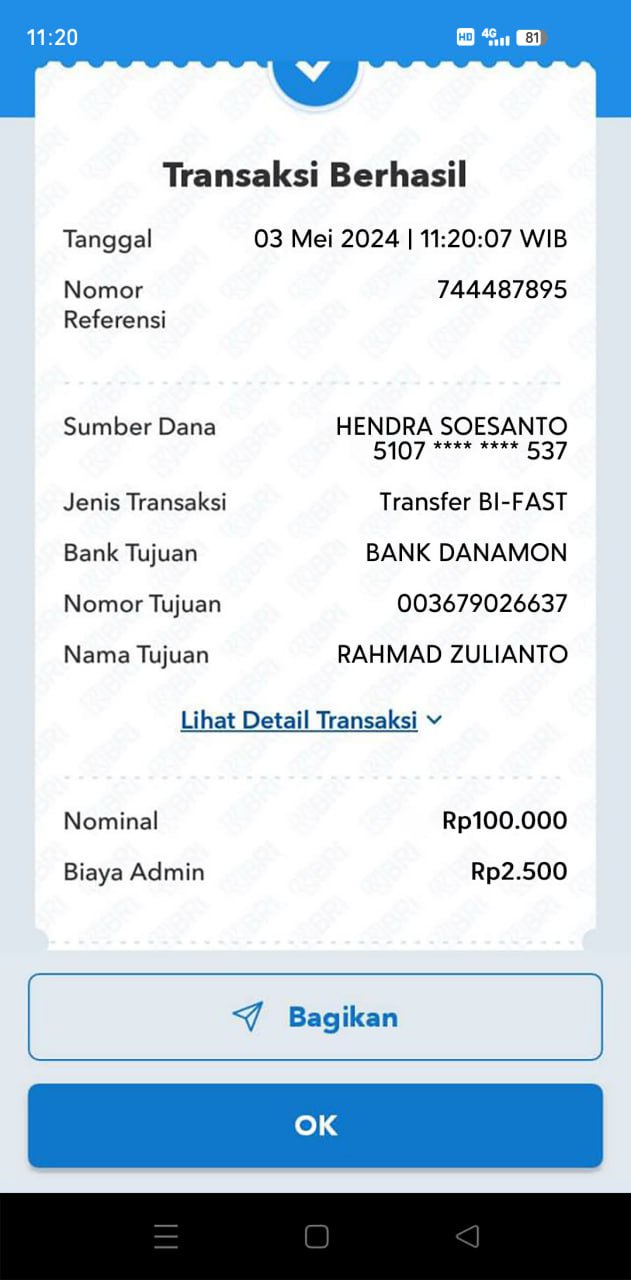 11:20
HD 4G 81
Transaksi Berhasil
Tanggal 03 Mei 2024 | 11:20:07 WIB
Nomor Referensi 744487895
Sumber Dana HENDRA SOESANTO
5107 **** **** 537
Jenis Transaksi Transfer BI-FAST
Bank Tujuan BANK DANAMON
Nomor Tujuan 003679026637
Nama Tujuan RAHMAD ZULIANTO
Lihat Detail Transaksi
Nominal Rp100.000
Biaya Admin Rp2.500
Bagikan
OK